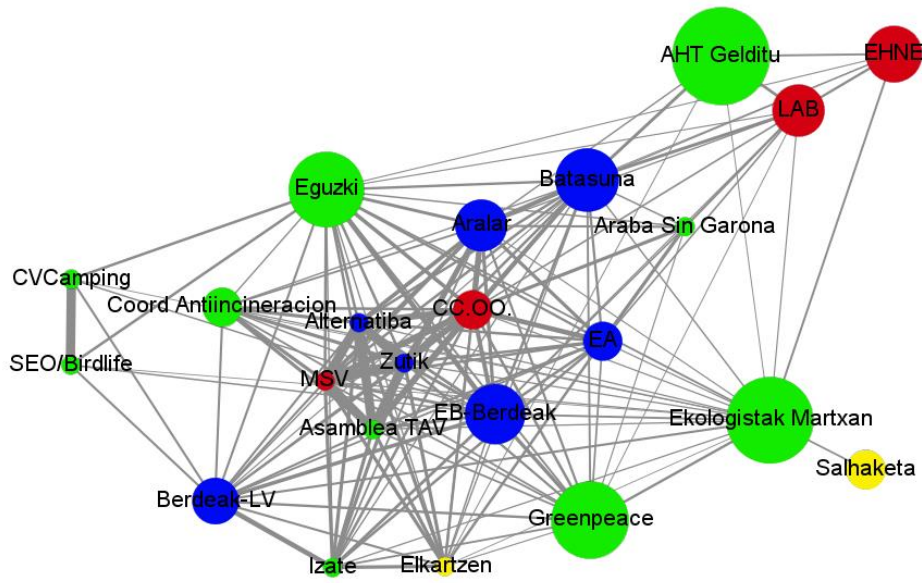 AHT Gelditu
EHNE
LAB
Eguzki
Batasuna
Aralar
Araba Sin Garona
CVCamping
Coord Antiincineracion
CC.OO.
Alternatiba
EA
SEO/Birdlife
Zutik
MSV
EB-Berdeak
Ekologistak Martxan
Asamblea TAV
Salhaketa
Berdeak-LV
Greenpeace
Izate
Elkartzen